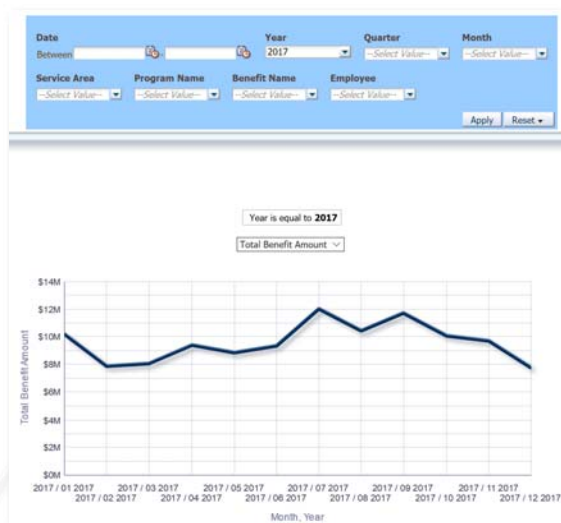 Date Year Quarter Month
Between - 2017 --Select Value-- --Select Value--
Service Area Program Name Benefit Name Employee
--Select Value-- --Select Value-- --Select Value-- --Select Value--
Apply Reset
Year is equal to 2017
Total Benefit Amount
$14M
$12M
$10M
$8M
$6M
$4M
$2M
$0M
Total Benefit Amount
2017 / 01 2017 2017 / 03 2017 2017 / 05 2017 2017 / 07 2017 2017 / 09 2017 2017 / 11 2017
2017 / 02 2017 2017 / 04 2017 2017 / 06 2017 2017 / 08 2017 2017 / 10 2017 2017 / 12 2017
Month, Year